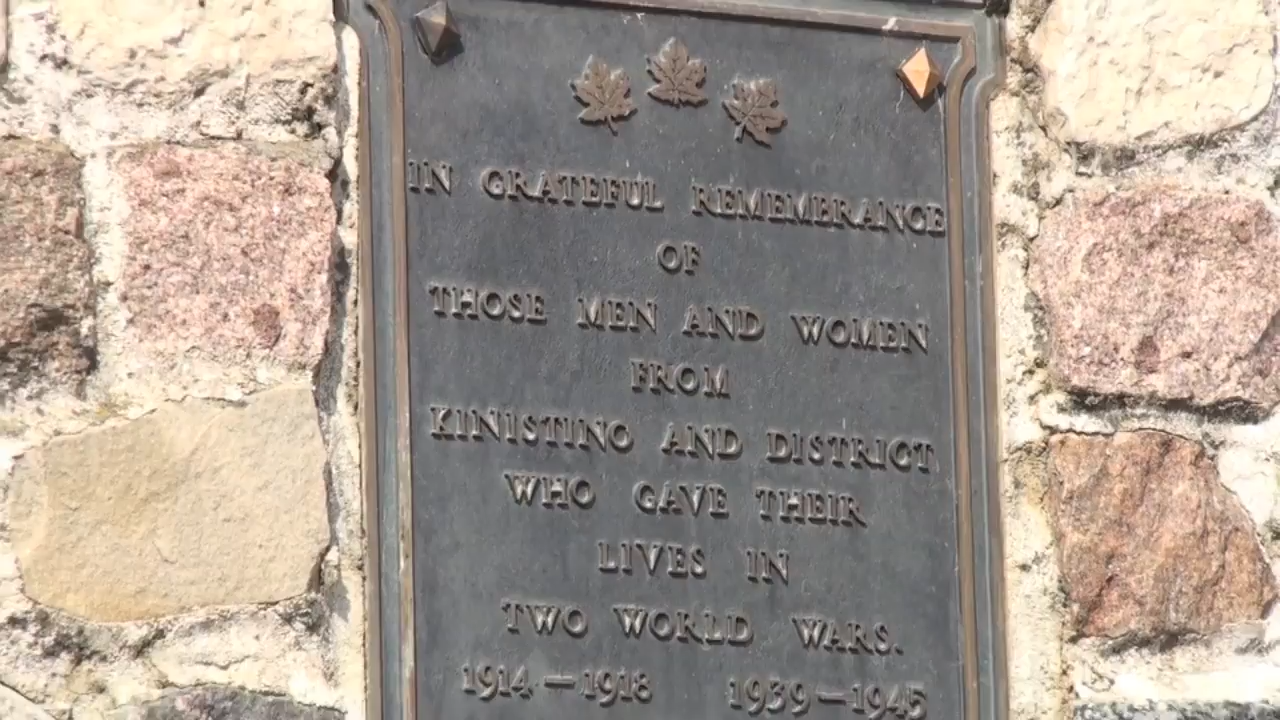 IN GRATEFUL REMEMBRANCE
OF
THOSE MEN AND WOMEN
FROM
KINISTINO AND DISTRICT
WHO GAVE THEIR
LIVES IN
TWO WORLD WARS.
1914—1918 1939—1945